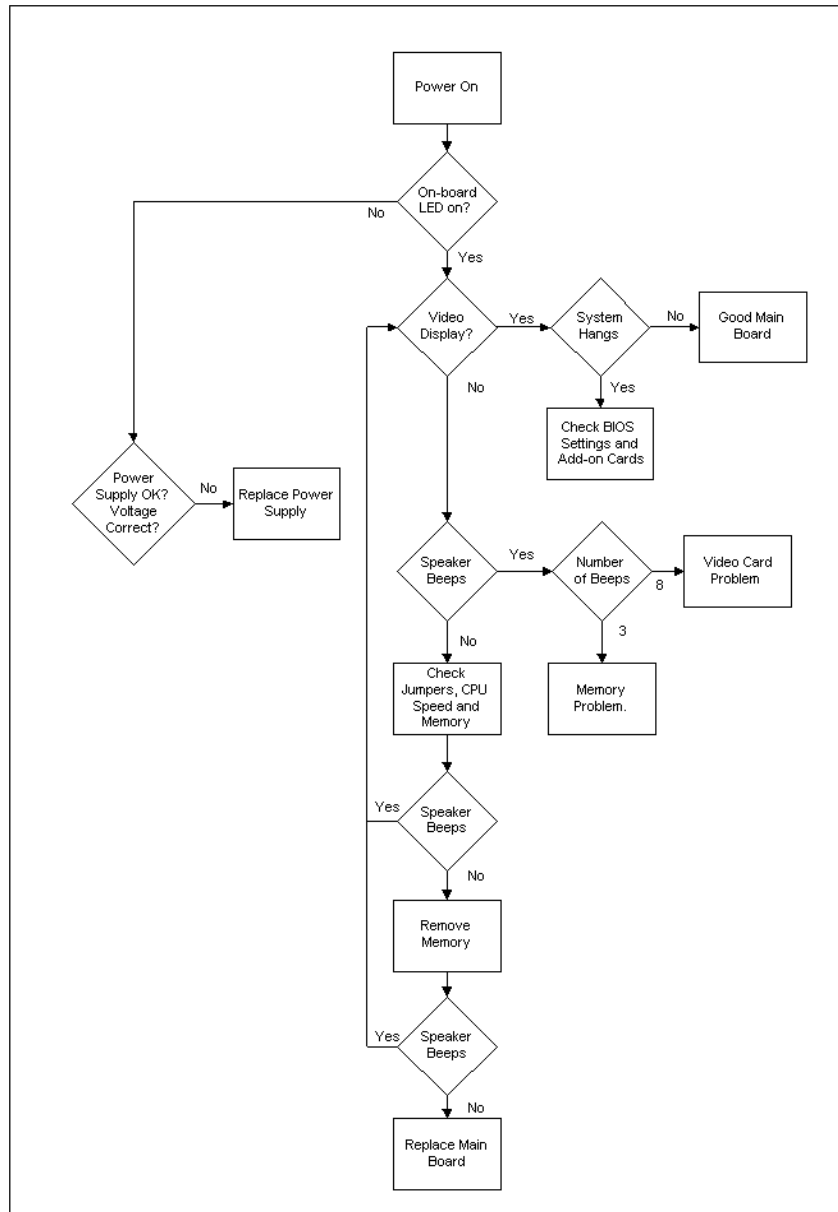 Power On
On-board
LED on?
No
Yes
Video
Display?
Yes
System
Hangs
No
Good Main
Board
No
Yes
Check BIOS
Settings and
Add-on Cards
Power
Supply OK?
Voltage
Correct?
No
Replace Power
Supply
Speaker
Beeps
Yes
Number
of Beeps
8
Video Card
Problem
No
3
Check
Jumpers, CPU
Speed and
Memory
Memory
Problem.
Yes
Speaker
Beeps
No
Remove
Memory
Yes
Speaker
Beeps
No
Replace Main
Board